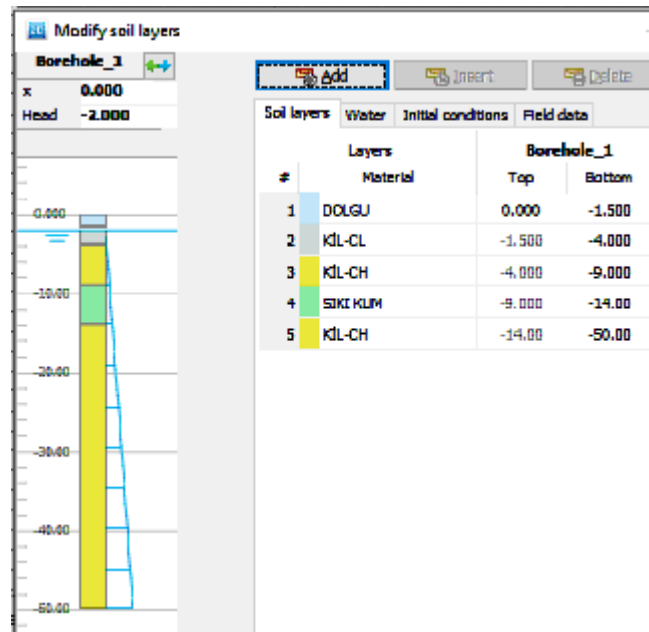 Modify soil layers
Borehole_1
x 0.000
Head -2.000
Add Insert Delete
Soil layers Water Initial conditions Field data
Layers Borehole_1
# Material Top Bottom
1 DOLGU 0.000 -1.500
2 KİL-CL -1.500 -4.000
3 KİL-CH -4.000 -9.000
4 SIKI KUM -9.000 -14.00
5 KİL-CH -14.00 -50.00
0.000
-10.00
-20.00
-30.00
-40.00
-50.00